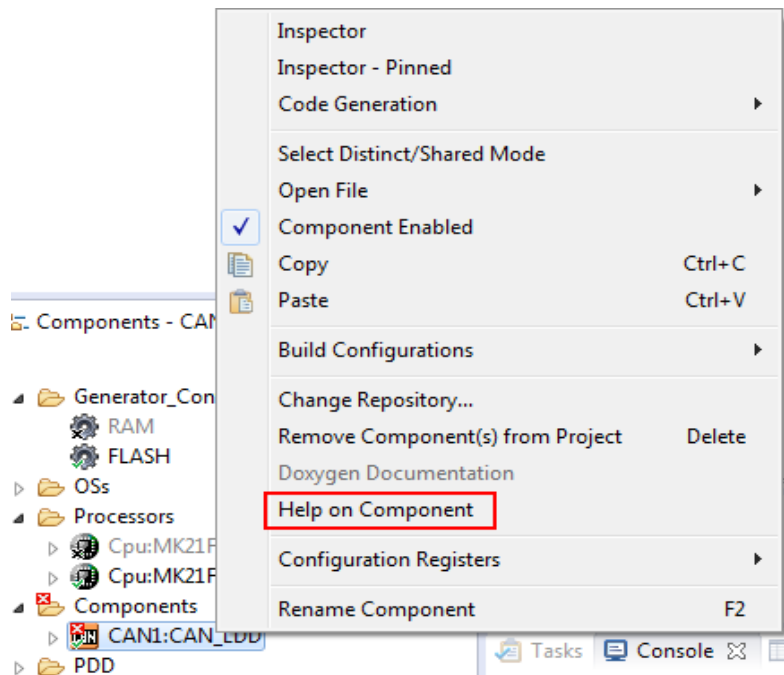 Inspector
Inspector - Pinned
Code Generation
Select Distinct/Shared Mode
Open File
Component Enabled
Copy Ctrl+C
Paste Ctrl+V
Build Configurations
Change Repository...
Remove Component(s) from Project Delete
Doxygen Documentation
Help on Component
Configuration Registers
Rename Component F2
Components - CAN
Generator_Con
RAM
FLASH
OSs
Processors
Cpu:MK21F
Cpu:MK21F
Components
CAN1:CAN_LDD
PDD
Tasks Console